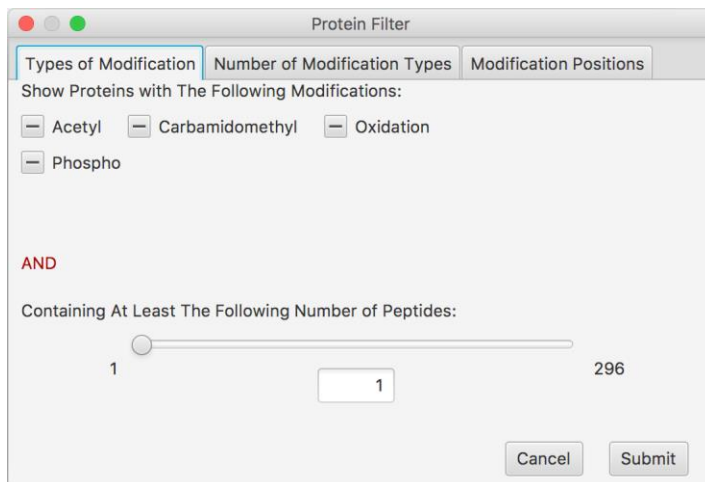 Protein Filter
Types of Modification Number of Modification Types Modification Positions
Show Proteins with The Following Modifications:
Acetyl Carbamidomethyl Oxidation
Phospho
AND
Containing At Least The Following Number of Peptides:
1 296
1
Cancel Submit